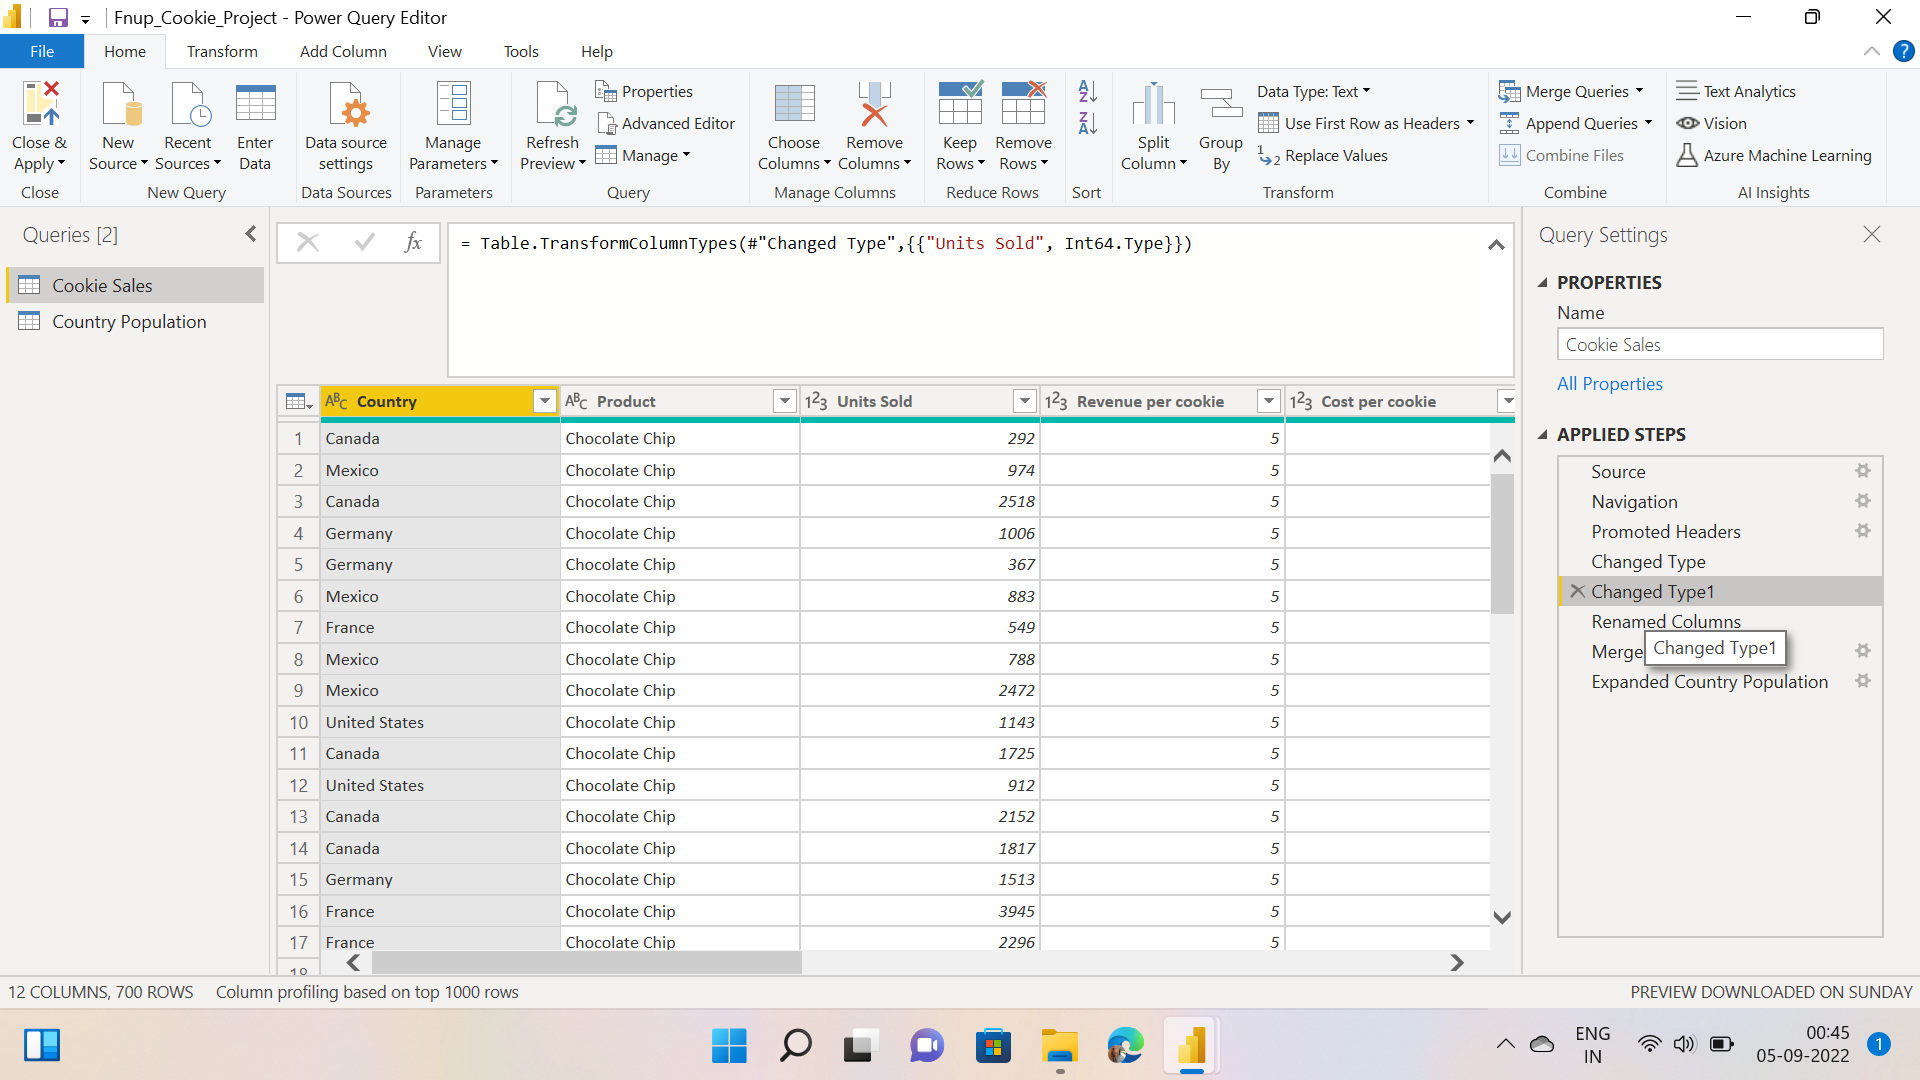 Fnup_Cookie_Project - Power Query Editor
File Home Transform Add Column View Tools Help
Close & Apply
Close
New Source
Recent Sources
Enter Data
New Query
Data source settings
Data Sources
Manage Parameters
Parameters
Refresh Preview
Properties
Advanced Editor
Manage
Query
Choose Columns
Remove Columns
Manage Columns
Keep Rows
Remove Rows
Reduce Rows
Sort
Split Column
Group By
Data Type: Text
Use First Row as Headers
Replace Values
Transform
Merge Queries
Append Queries
Combine Files
Combine
Text Analytics
Vision
Azure Machine Learning
AI Insights
Queries [2]
Cookie Sales
Country Population
fx
= Table.TransformColumnTypes(#"Changed Type",{{"Units Sold", Int64.Type}})
Country Product Units Sold Revenue per cookie Cost per cookie
1 Canada Chocolate Chip 292 5
2 Mexico Chocolate Chip 974 5
3 Canada Chocolate Chip 2518 5
4 Germany Chocolate Chip 1006 5
5 Germany Chocolate Chip 367 5
6 Mexico Chocolate Chip 883 5
7 France Chocolate Chip 549 5
8 Mexico Chocolate Chip 788 5
9 Mexico Chocolate Chip 2472 5
10 United States Chocolate Chip 1143 5
11 Canada Chocolate Chip 1725 5
12 United States Chocolate Chip 912 5
13 Canada Chocolate Chip 2152 5
14 Canada Chocolate Chip 1817 5
15 Germany Chocolate Chip 1513 5
16 France Chocolate Chip 3945 5
17 France Chocolate Chip 2296 5
18
Query Settings
PROPERTIES
Name
Cookie Sales
All Properties
APPLIED STEPS
Source
Navigation
Promoted Headers
Changed Type
Changed Type1
Renamed Columns
Merge
Changed Type1
Expanded Country Population
12 COLUMNS, 700 ROWS Column profiling based on top 1000 rows
PREVIEW DOWNLOADED ON SUNDAY
ENG
IN
00:45
05-09-2022
1